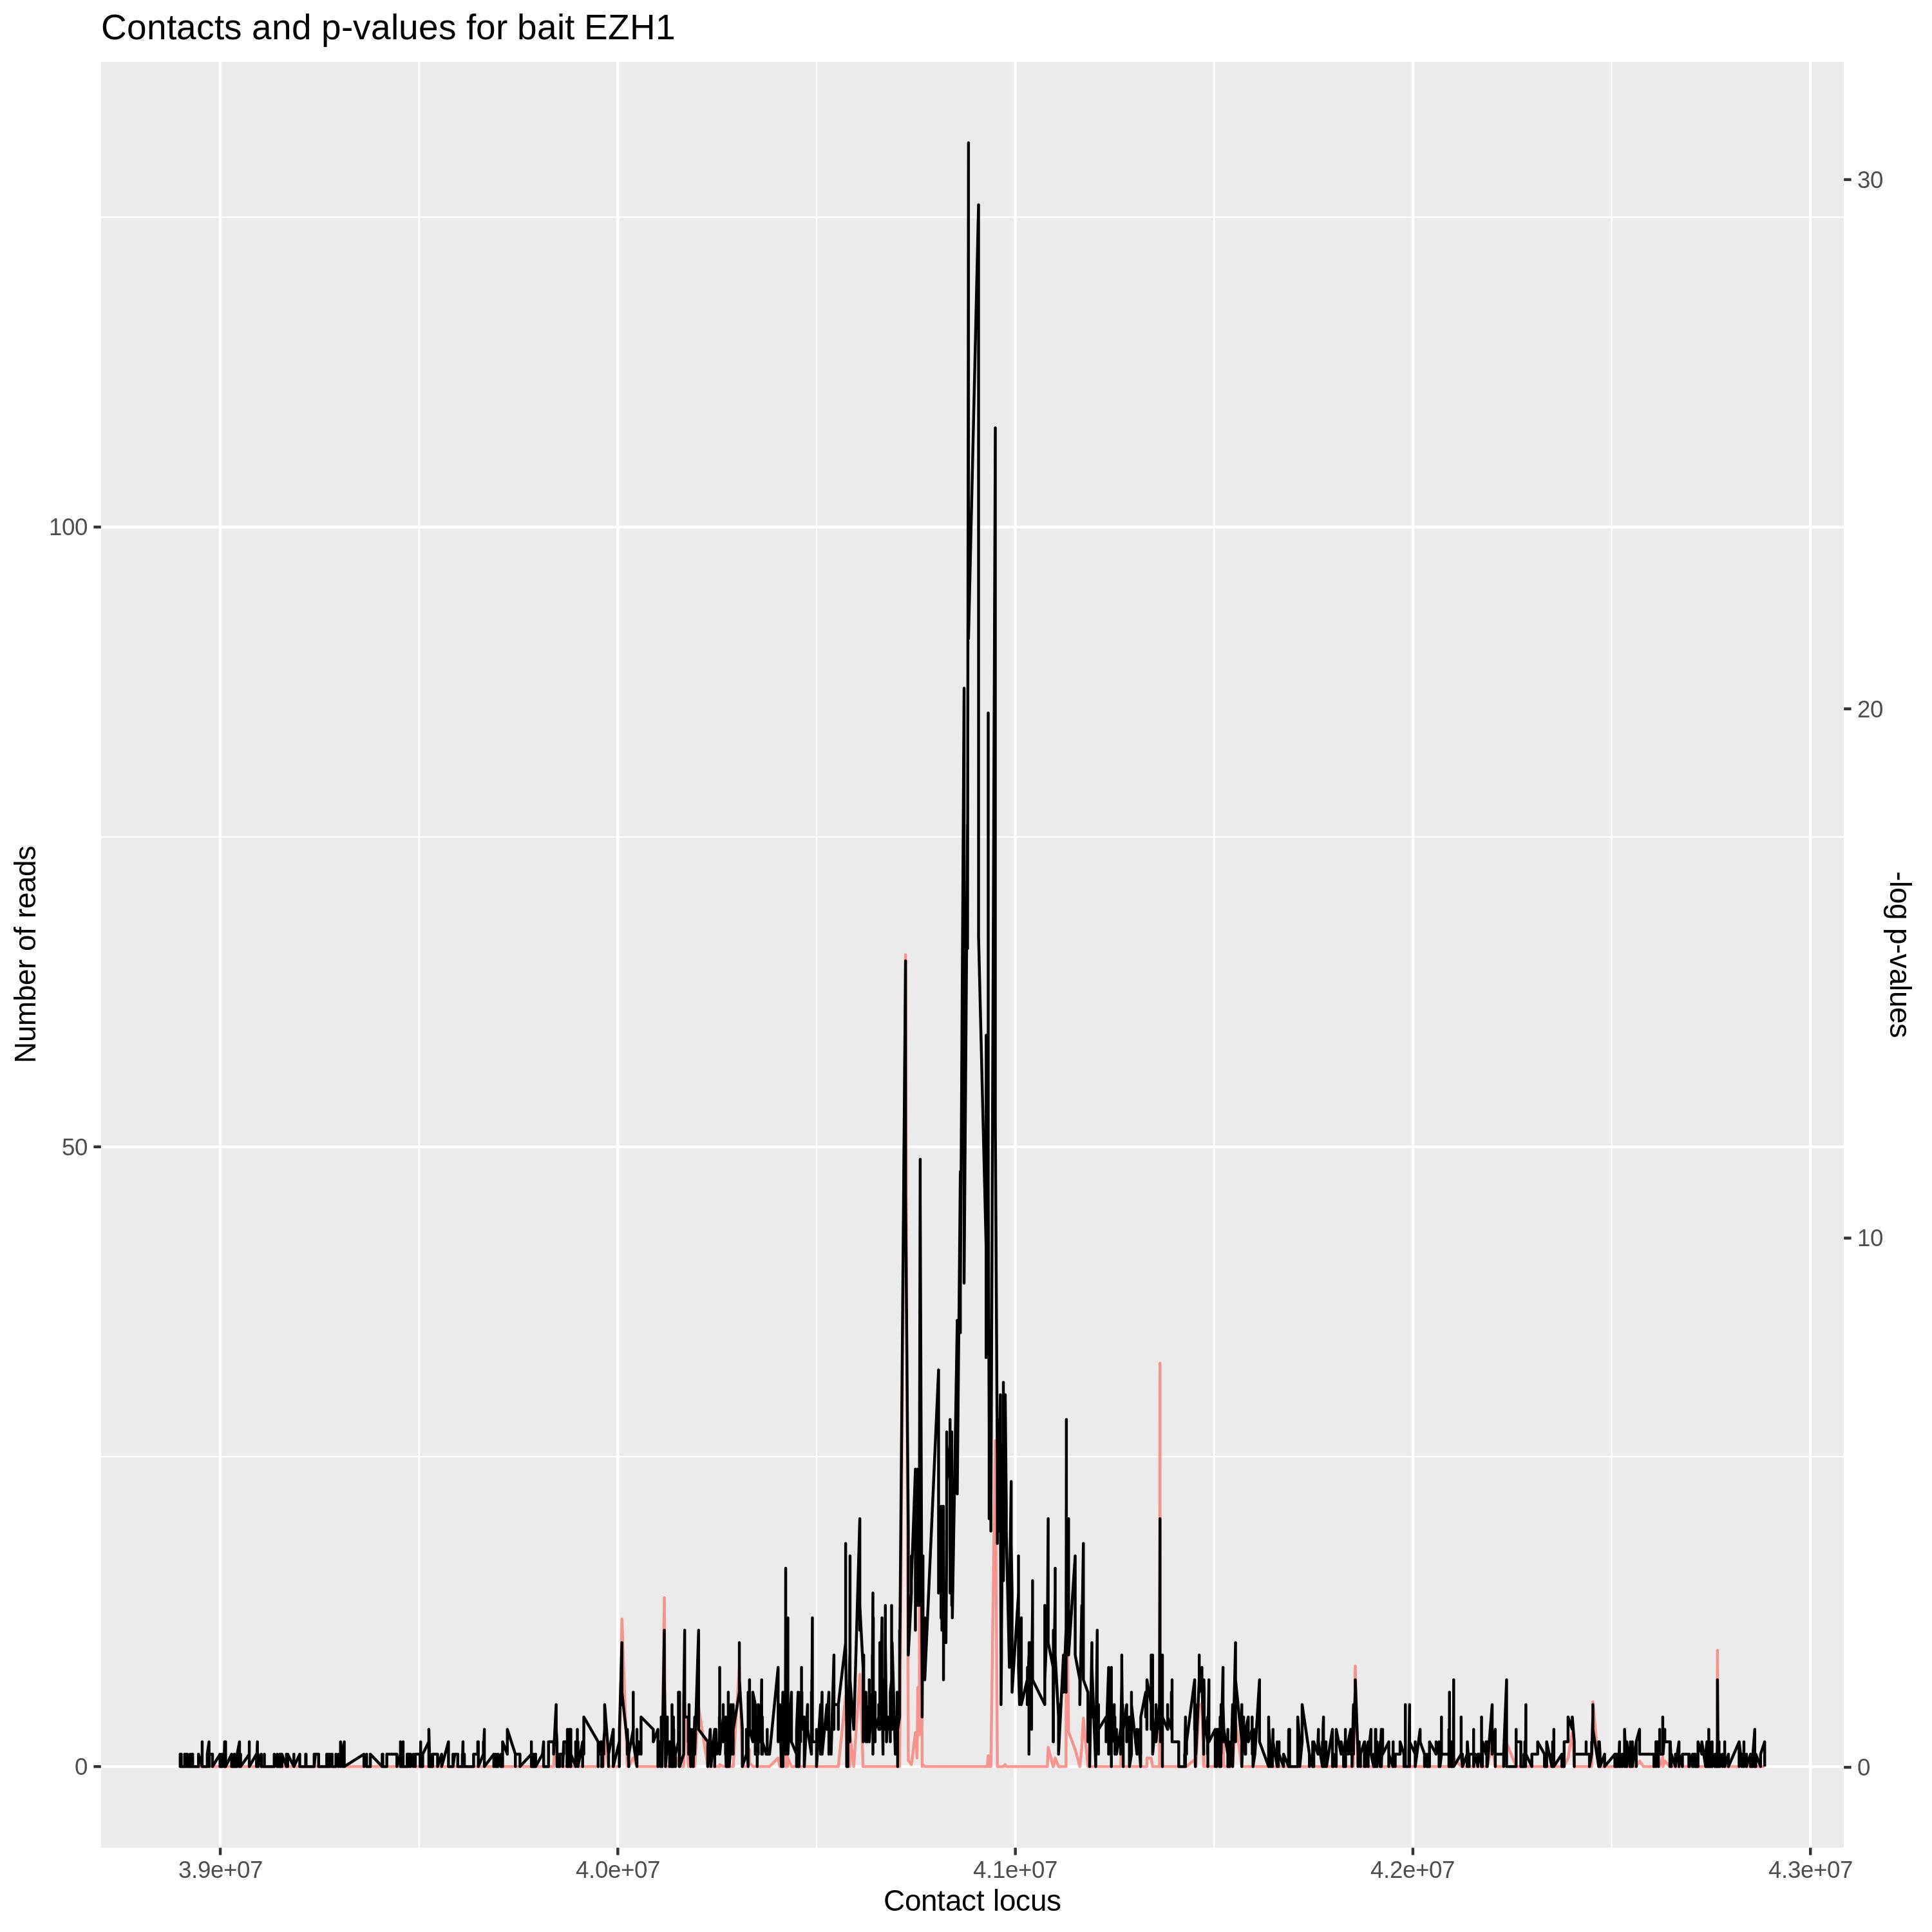 Contacts and p-values for bait EZH1
30
100
20
Number of reads
-log p-values
50
10
0
0
3.9e+07
4.0e+07
4.1e+07
4.2e+07
4.3e+07
Contact locus